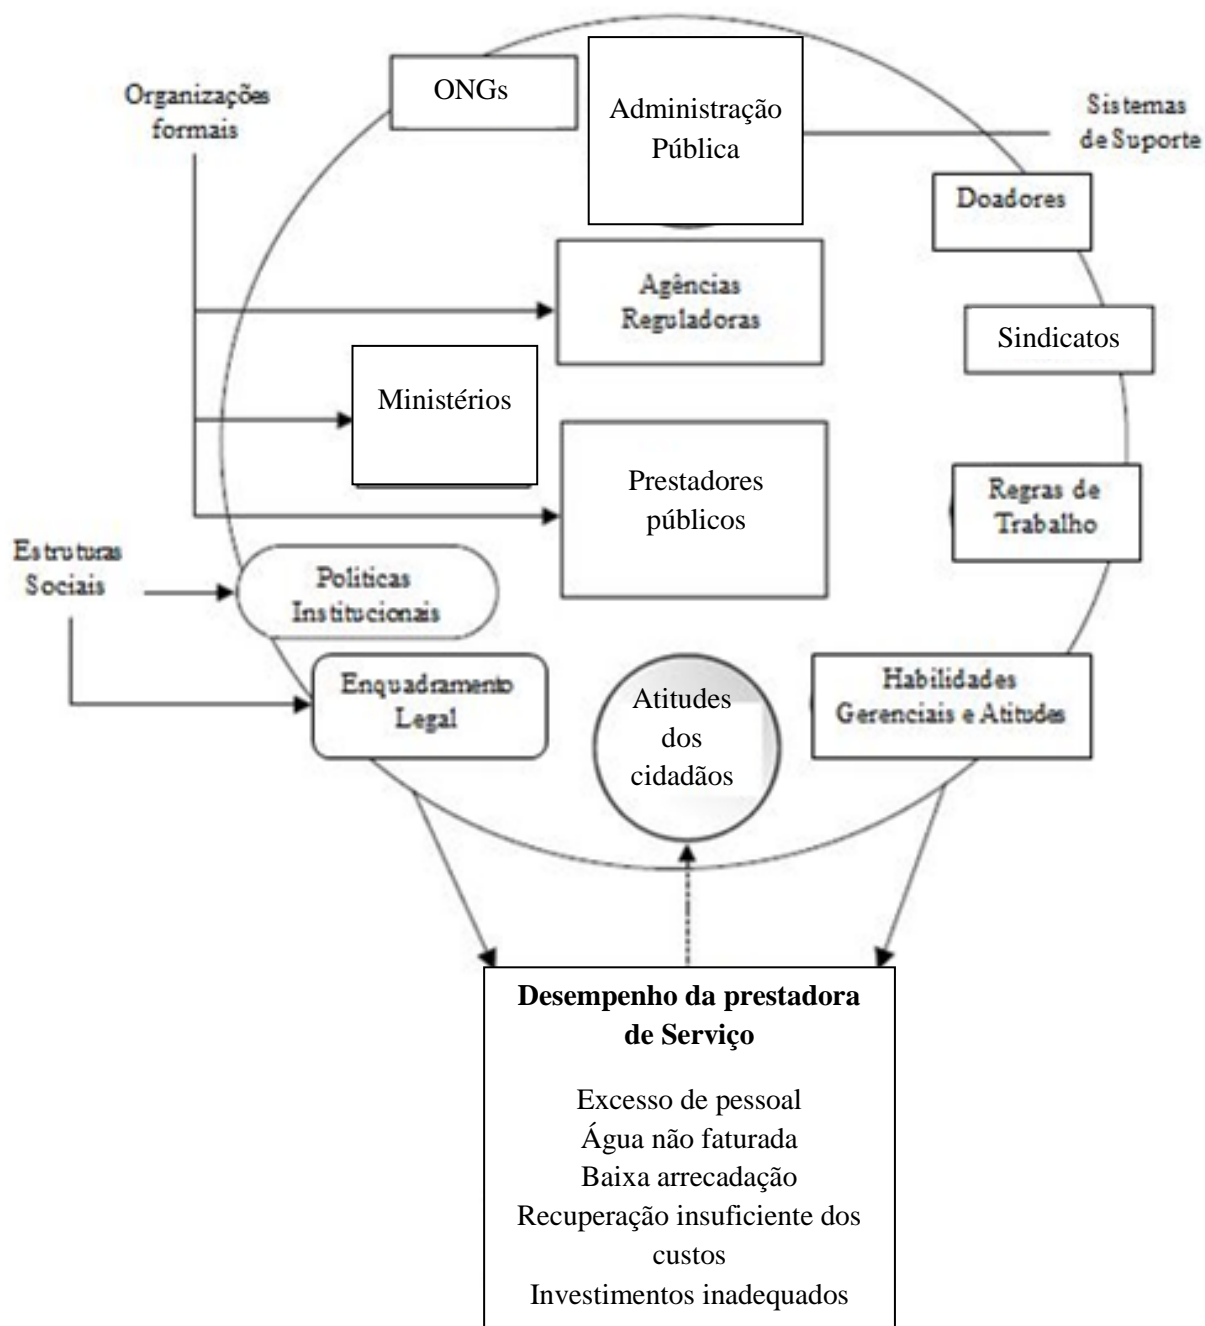 ONGs
Administração
Pública
Organizações
formais
Sistemas
de Suporte
Doadores
Agências
Reguladoras
Sindicatos
Ministérios
Prestadores
públicos
Regras de
Trabalho
Estruturas
Sociais
Políticas
Institucionais
Enquadramento
Legal
Atitudes
dos
cidadãos
Habilidades
Gerenciais e Atitudes
Desempenho da prestadora
de Serviço
Excesso de pessoal
Água não faturada
Baixa arrecadação
Recuperação insuficiente dos
custos
Investimentos inadequados